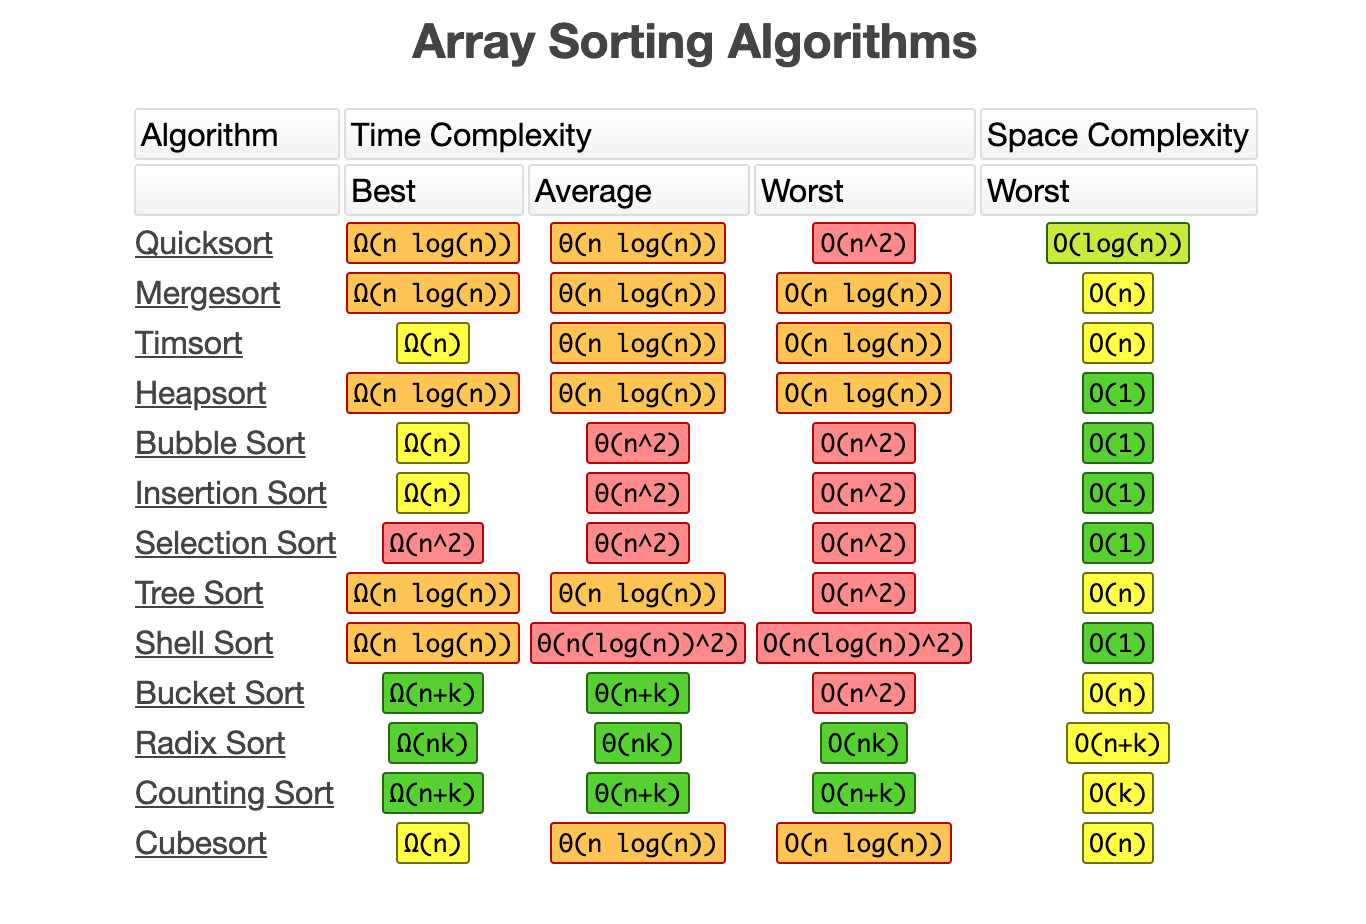 Array Sorting Algorithms
Algorithm Time Complexity Space Complexity
Best Average Worst Worst
Quicksort Ω(n log(n)) Θ(n log(n)) O(n^2) O(log(n))
Mergesort Ω(n log(n)) Θ(n log(n)) O(n log(n)) O(n)
Timsort Ω(n) Θ(n log(n)) O(n log(n)) O(n)
Heapsort Ω(n log(n)) Θ(n log(n)) O(n log(n)) O(1)
Bubble Sort Ω(n) Θ(n^2) O(n^2) O(1)
Insertion Sort Ω(n) Θ(n^2) O(n^2) O(1)
Selection Sort Ω(n^2) Θ(n^2) O(n^2) O(1)
Tree Sort Ω(n log(n)) Θ(n log(n)) O(n^2) O(n)
Shell Sort Ω(n log(n)) Θ(n(log(n))^2) O(n(log(n))^2) O(1)
Bucket Sort Ω(n+k) Θ(n+k) O(n^2) O(n)
Radix Sort Ω(nk) Θ(nk) O(nk) O(n+k)
Counting Sort Ω(n+k) Θ(n+k) O(n+k) O(k)
Cubesort Ω(n) Θ(n log(n)) O(n log(n)) O(n)